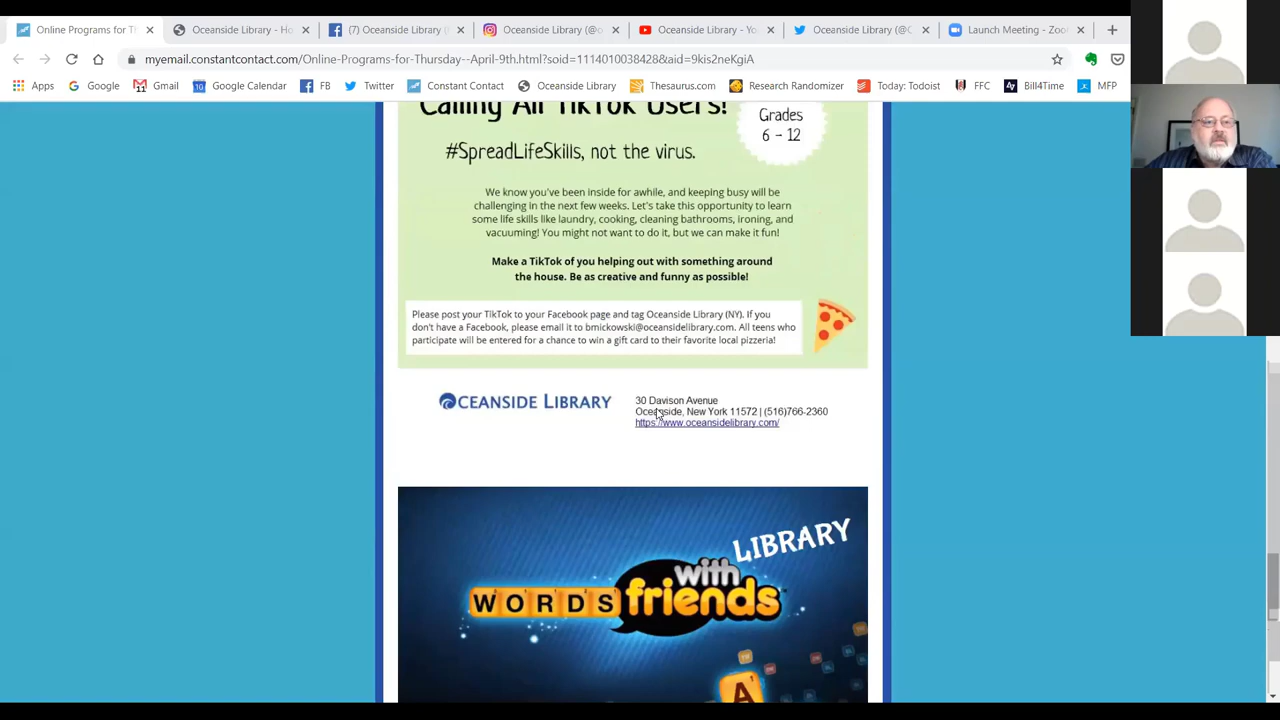 Online Programs for T
Oceanside Library - Ho
(7) Oceanside Library (
Oceanside Library (@o
Oceanside Library - Yo
Oceanside Library (@C
Launch Meeting - Zoo
myemail.constantcontact.com/Online-Programs-for-Thursday--April-9th.html?soid=1114010038428&aid=9kis2neKgiA
Apps Google Gmail Google Calendar FB Twitter Constant Contact Oceanside Library Thesaurus.com Research Randomizer Today: Todoist FFC Bill4Time MFP
Calling All TikTok Users!
Grades
6 - 12
#SpreadLifeSkills, not the virus.
We know you've been inside for awhile, and keeping busy will be
challenging in the next few weeks. Let's take this opportunity to learn
some life skills like laundry, cooking, cleaning bathrooms, ironing, and
vacuuming! You might not want to do it, but we can make it fun!
Make a TikTok of you helping out with something around
the house. Be as creative and funny as possible!
Please post your TikTok to your Facebook page and tag Oceanside Library (NY). If you
don't have a Facebook, please email it to bmickowski@oceansidelibrary.com. All teens who
participate will be entered for a chance to win a gift card to their favorite local pizzeria!
OCEANSIDE LIBRARY
30 Davison Avenue
Oceanside, New York 11572 | (516)766-2360
https://www.oceansidelibrary.com/
LIBRARY
WORDS with friends
A